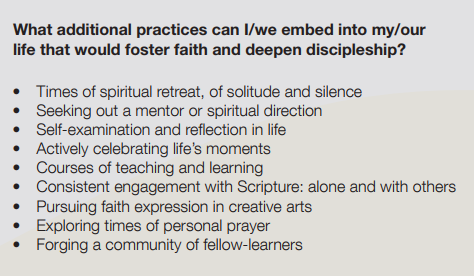 What additional practices can I/we embed into my/our
life that would foster faith and deepen discipleship?
• Times of spiritual retreat, of solitude and silence
• Seeking out a mentor or spiritual direction
• Self-examination and reflection in life
• Actively celebrating life's moments
• Courses of teaching and learning
• Consistent engagement with Scripture: alone and with others
• Pursuing faith expression in creative arts
• Exploring times of personal prayer
• Forging a community of fellow-learners